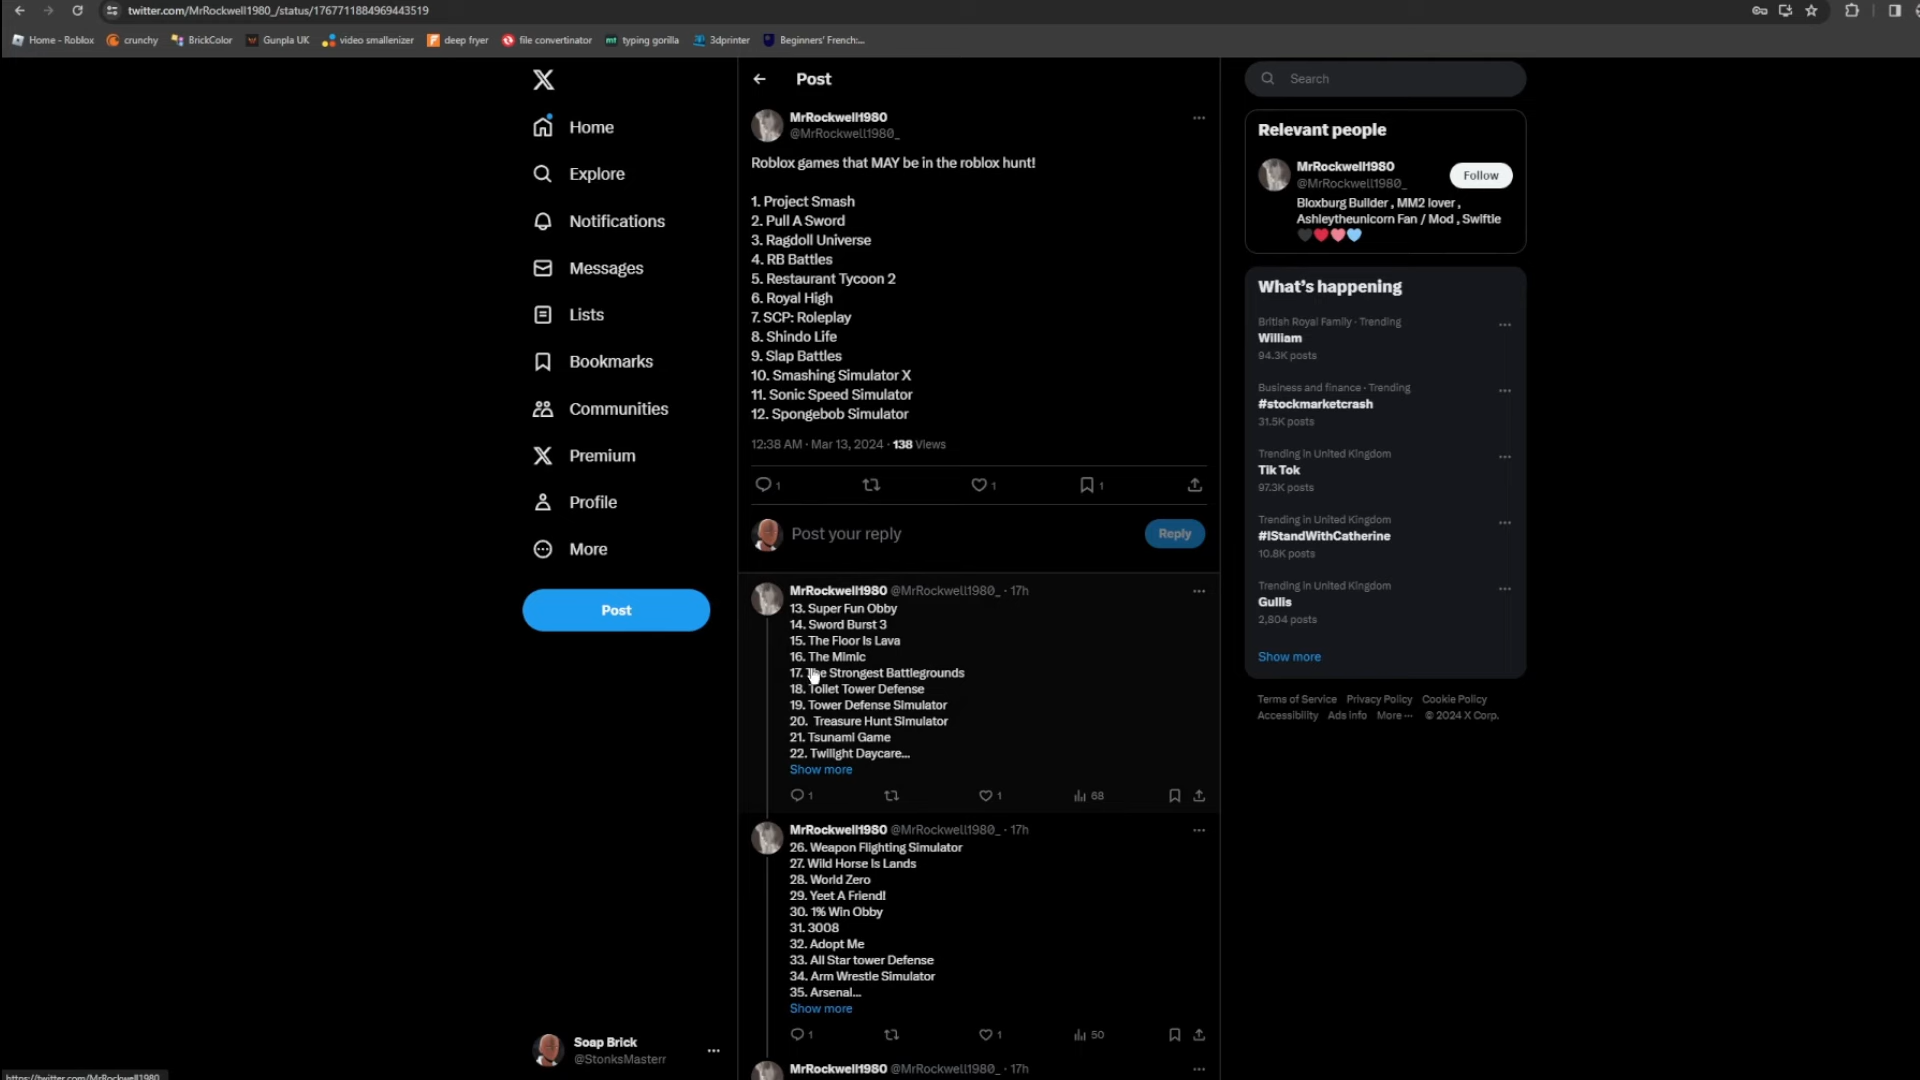 twitter.com/MrRockwell1980_/status/1767711884969443519
Home - Roblox
crunchy
BrickColor
Gunpla UK
video smallenizer
deep fryer
file convertinator
typing gorilla
3dprinter
Beginners' French:...
Home
Explore
Notifications
Messages
Lists
Bookmarks
Communities
Premium
Profile
More
Post
Soap Brick
@StonksMasterr
https://twitter.com/MrRockwell1980_
Post
MrRockwell1980
@MrRockwell1980_
Roblox games that MAY be in the roblox hunt!
1. Project Smash
2. Pull A Sword
3. Ragdoll Universe
4. RB Battles
5. Restaurant Tycoon 2
6. Royal High
7. SCP: Roleplay
8. Shindo Life
9. Slap Battles
10. Smashing Simulator X
11. Sonic Speed Simulator
12. Spongebob Simulator
12:38 AM · Mar 13, 2024 · 138 Views
1 1 1
Post your reply
Reply
MrRockwell1980 @MrRockwell1980_ · 17h
13. Super Fun Obby
14. Sword Burst 3
15. The Floor Is Lava
16. The Mimic
17. The Strongest Battlegrounds
18. Toilet Tower Defense
19. Tower Defense Simulator
20. Treasure Hunt Simulator
21. Tsunami Game
22. Twilight Daycare...
Show more
1 1 68
MrRockwell1980 @MrRockwell1980_ · 17h
26. Weapon Flighting Simulator
27. Wild Horse Is Lands
28. World Zero
29. Yeet A Friend!
30. 1% Win Obby
31. 3008
32. Adopt Me
33. All Star tower Defense
34. Arm Wrestle Simulator
35. Arsenal...
Show more
1 1 50
MrRockwell1980 @MrRockwell1980_ · 17h
Search
Relevant people
MrRockwell1980
@MrRockwell1980_
Follow
Bloxburg Builder , MM2 lover ,
Ashleytheunicorn Fan / Mod , Swiftie
What's happening
British Royal Family · Trending
William
94.3K posts
Business and finance · Trending
#stockmarketcrash
31.5K posts
Trending in United Kingdom
Tik Tok
97.3K posts
Trending in United Kingdom
#IStandWithCatherine
10.8K posts
Trending in United Kingdom
Gullis
2,804 posts
Show more
Terms of Service Privacy Policy Cookie Policy
Accessibility Ads info More ··· © 2024 X Corp.